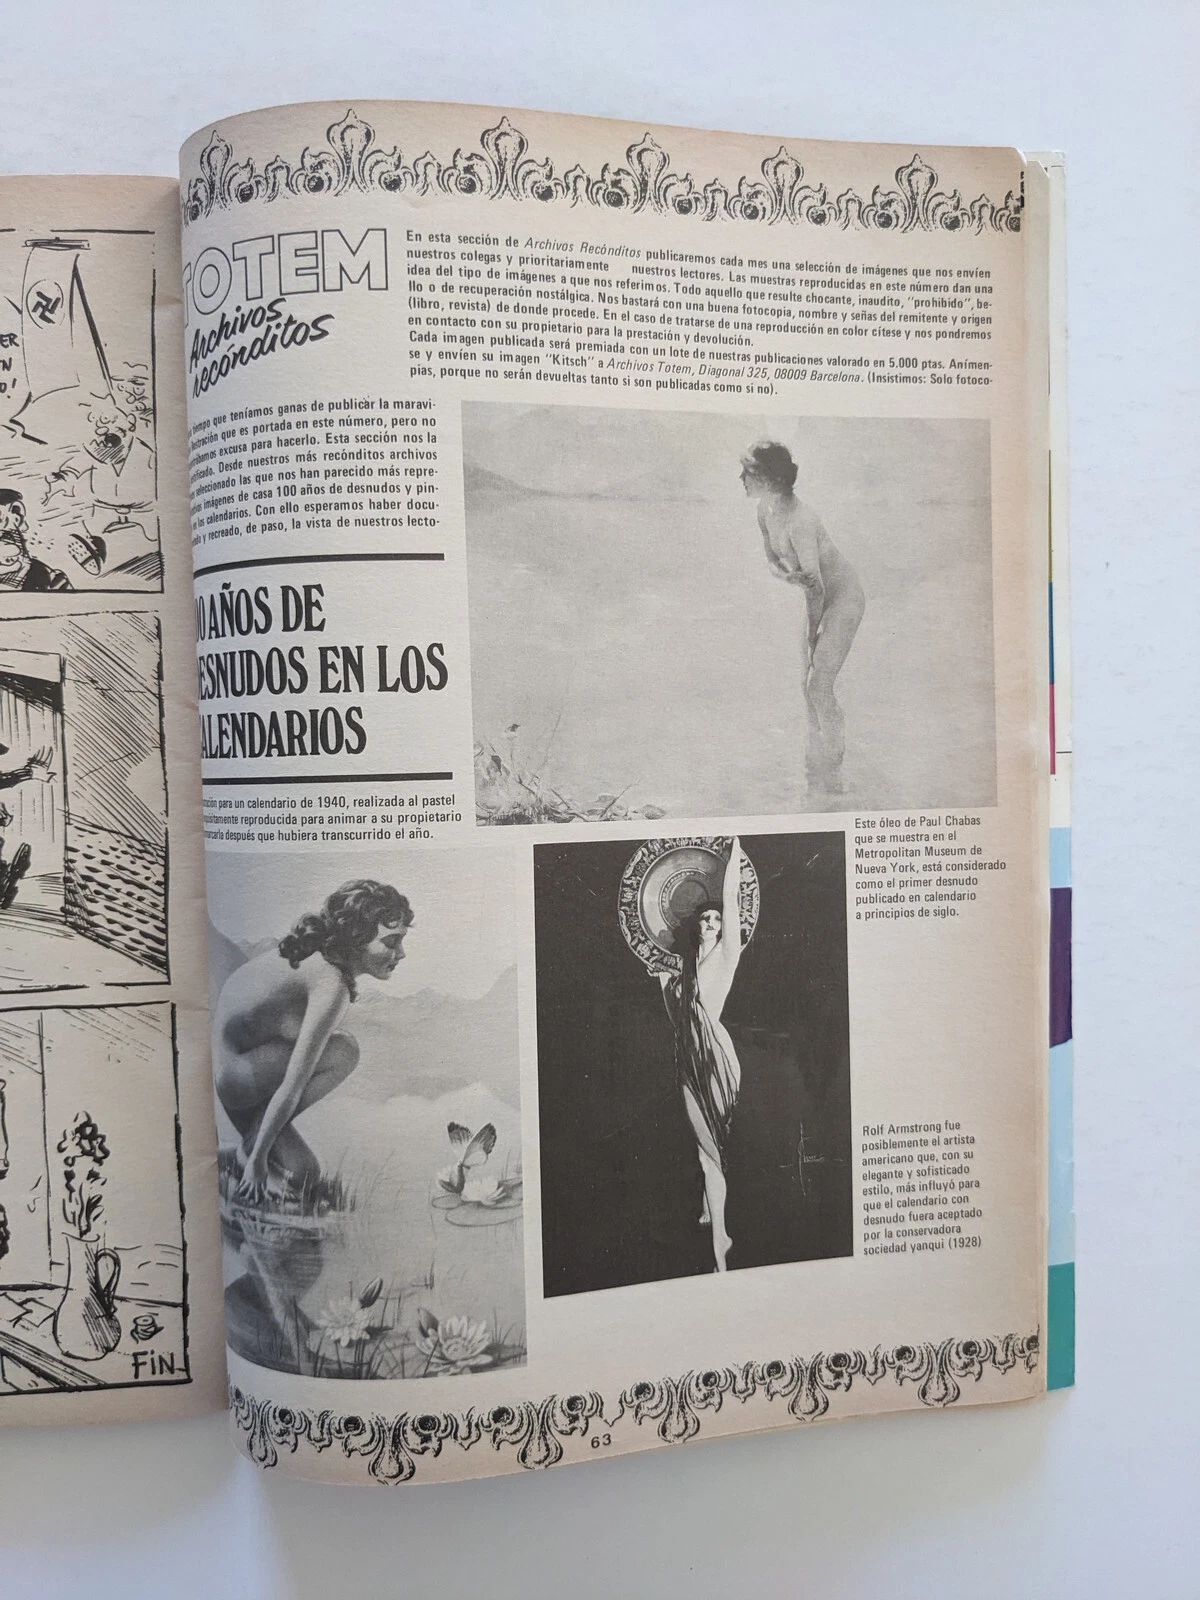 TOTEM
Archivos
recónditos
En esta sección de Archivos Recónditos publicaremos cada mes una selección de imágenes que nos envíen
nuestros colegas y prioritariamente nuestros lectores. Las muestras reproducidas en este número dan una
idea del tipo de imágenes a que nos referimos. Todo aquello que resulte chocante, inaudito, "prohibido", be-
llo o de recuperación nostálgica. Nos bastará con una buena fotocopia, nombre y señas del remitente y origen
(libro, revista) de donde procede. En el caso de tratarse de una reproducción en color cítese y nos pondremos
en contacto con su propietario para la prestación y devolución.
Cada imagen publicada será premiada con un lote de nuestras publicaciones valorado en 5.000 ptas. Anímen-
se y envíen su imagen "Kitsch" a Archivos Totem, Diagonal 325, 08009 Barcelona. (Insistimos: Solo fotoco-
pias, porque no serán devueltas tanto si son publicadas como si no).
tiempo que teníamos ganas de publicar la maravi-
que es portada en este número, pero no
excusa para hacerlo. Esta sección nos la
Desde nuestros más recónditos archivos
seleccionado las que nos han parecido más repre-
imágenes de casa 100 años de desnudos y pin-
los calendarios. Con ello esperamos haber docu-
y recreado, de paso, la vista de nuestros lecto-
AÑOS DE
ESNUDOS EN LOS
ALENDARIOS
para un calendario de 1940, realizada al pastel
reproducida para animar a su propietario
después que hubiera transcurrido el año.
Este óleo de Paul Chabas
que se muestra en el
Metropolitan Museum de
Nueva York, está considerado
como el primer desnudo
publicado en calendario
a principios de siglo.
Rolf Armstrong fue
posiblemente el artista
americano que, con su
elegante y sofisticado
estilo, más influyó para
que el calendario con
desnudo fuera aceptado
por la conservadora
sociedad yanqui (1928)
63
FiN